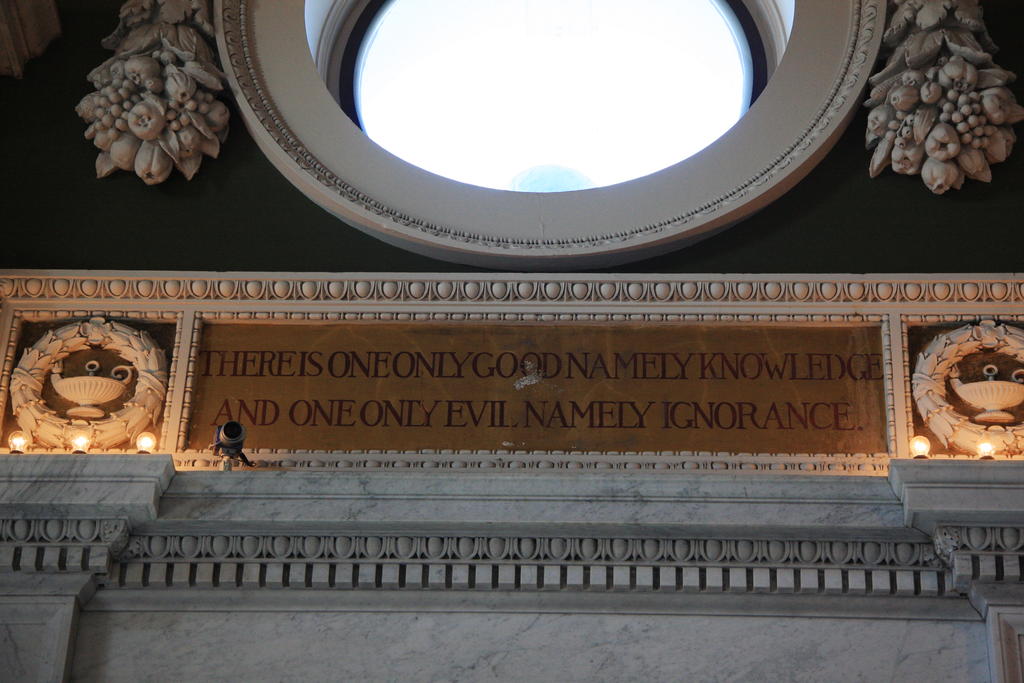 THERE IS ONE ONLY GOOD NAMELY KNOWLEDGE
AND ONE ONLY EVIL NAMELY IGNORANCE.